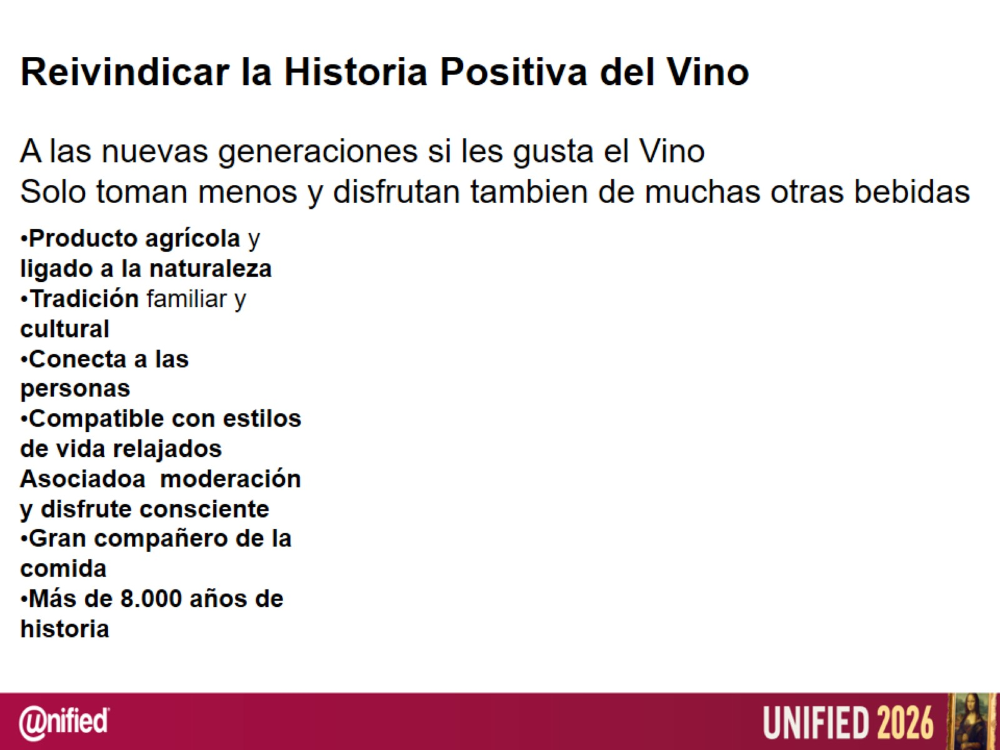 Reivindicar la Historia Positiva del Vino
A las nuevas generaciones si les gusta el Vino
Solo toman menos y disfrutan tambien de muchas otras bebidas
•Producto agrícola y
ligado a la naturaleza
•Tradición familiar y
cultural
•Conecta a las
personas
•Compatible con estilos
de vida relajados
Asociadoa  moderación
y disfrute consciente
•Gran compañero de la
comida
•Más de 8.000 años de
historia
unified
UNIFIED 2026